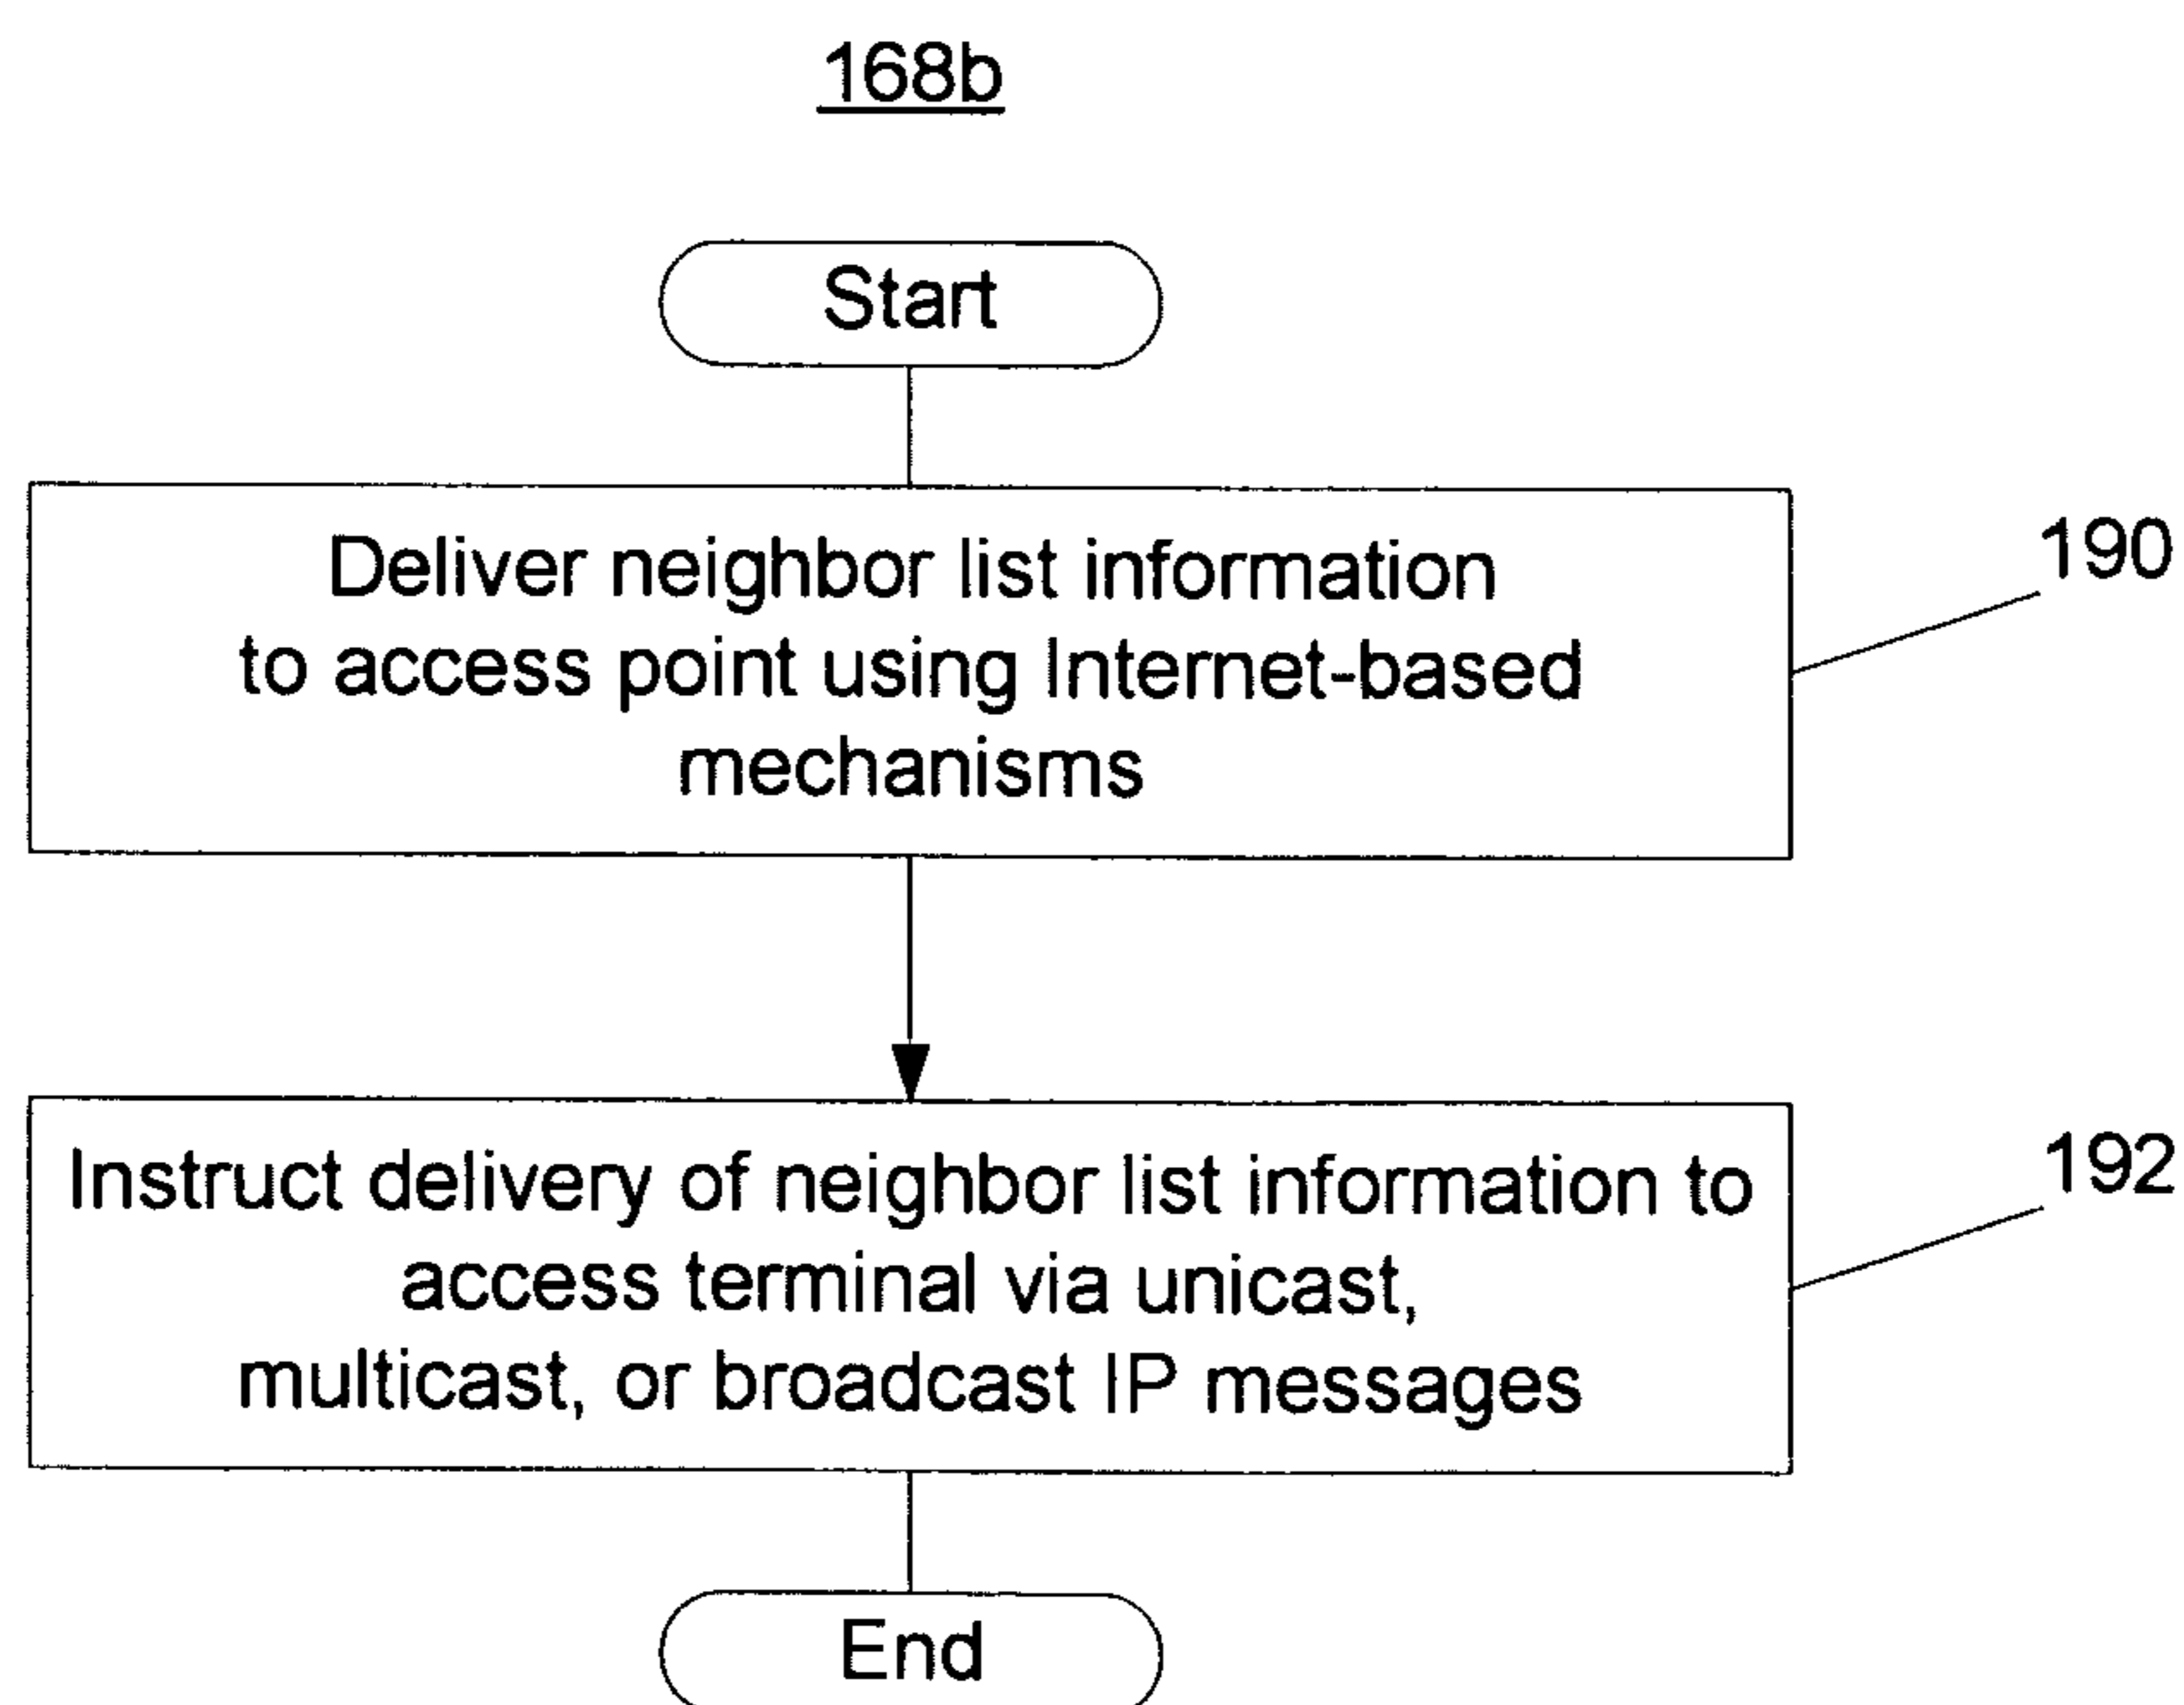 168b
Start
Deliver neighbor list information
to access point using Internet-based
mechanisms
190
Instruct delivery of neighbor list information to
access terminal via unicast,
multicast, or broadcast IP messages
192
End